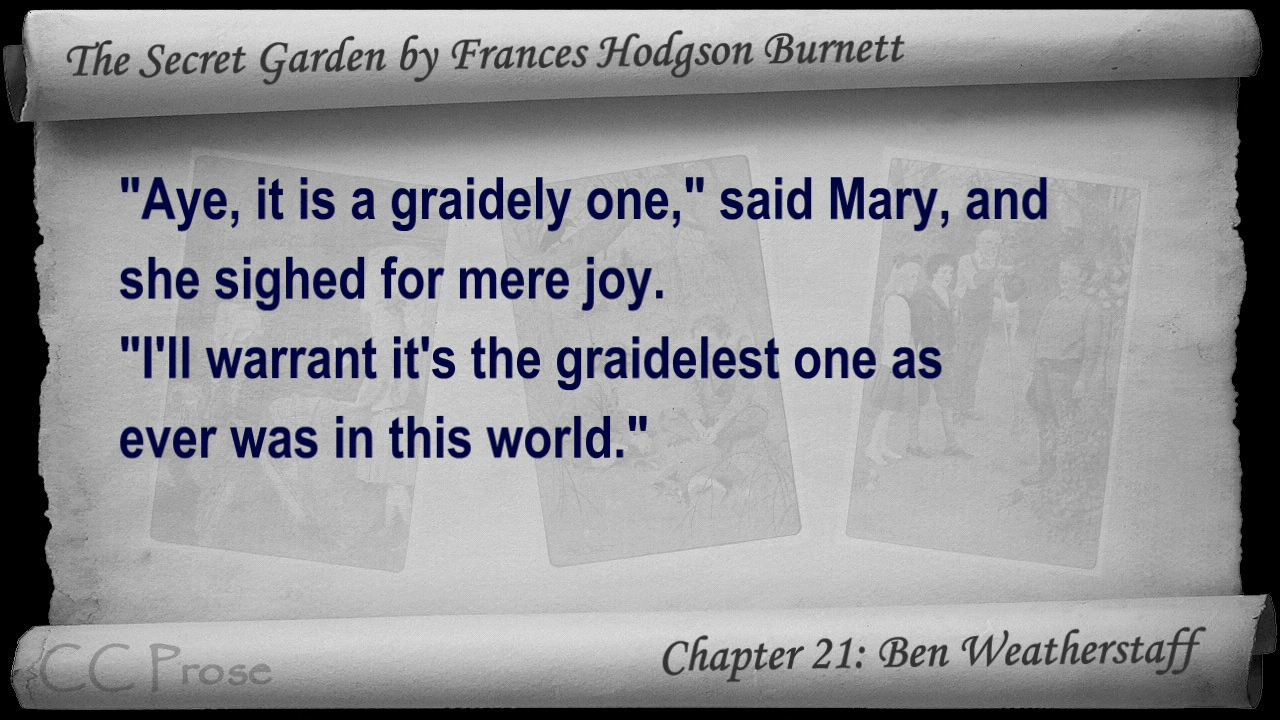 The Secret Garden by Frances Hodgson Burnett
"Aye, it is a graidely one," said Mary, and
she sighed for mere joy.
"I'll warrant it's the graidelest one as
ever was in this world."
CC Prose
Chapter 21: Ben Weatherstaff